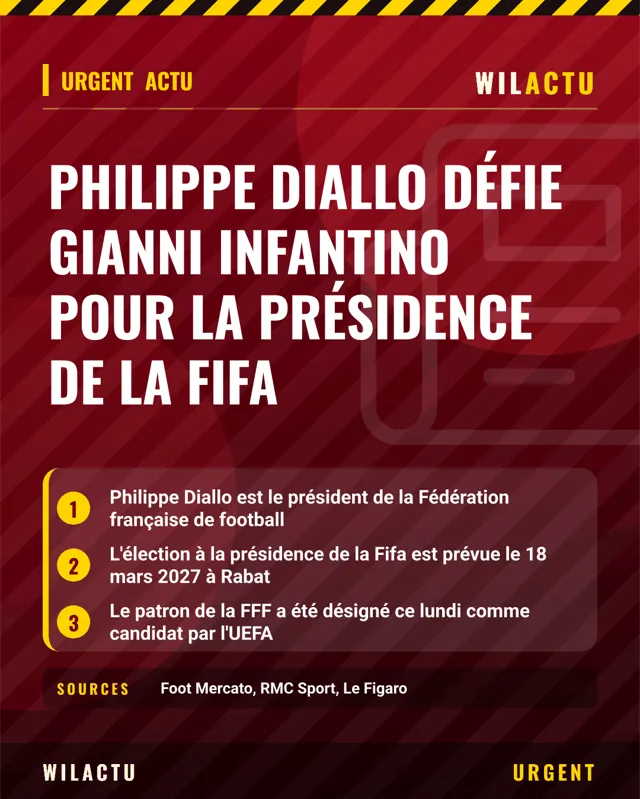 URGENT ACTU
WILACTU
PHILIPPE DIALLO DÉFIE
GIANNI INFANTINO
POUR LA PRÉSIDENCE
DE LA FIFA
1 Philippe Diallo est le président de la Fédération
française de football
2 L'élection à la présidence de la Fifa est prévue le 18
mars 2027 à Rabat
3 Le patron de la FFF a été désigné ce lundi comme
candidat par l'UEFA
SOURCES Foot Mercato, RMC Sport, Le Figaro
WILACTU
URGENT